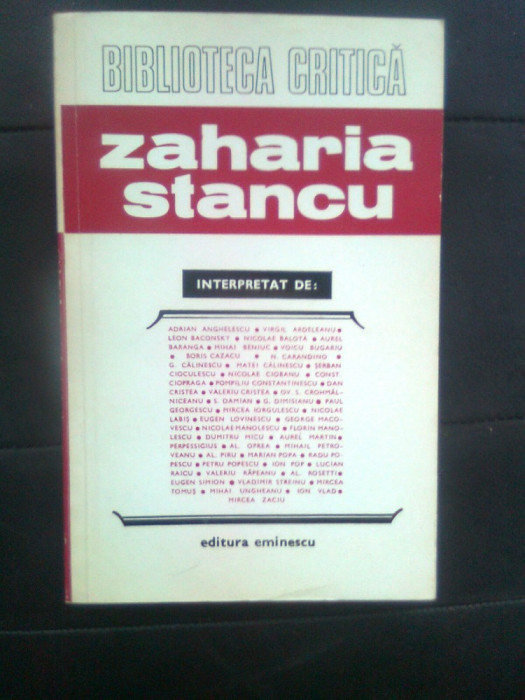 BIBLIOTECA CRITICĂ
zaharia
stancu
INTERPRETAT DE:
ADRIAN ANGHELESCU • VIRGIL ARDELEANU •
LEON BACONSKY • NICOLAE BALOTĂ • AUREL
BARANGA • MIHAI BENIUC • VOICU BUGARIU
• BORIS CAZACU • N. CARANDINO •
G. CĂLINESCU • MATEI CĂLINESCU • ȘERBAN
CIOCULESCU • NICOLAE CIOBANU • CONST.
CIOPRAGA • POMPILIU CONSTANTINESCU • DAN
CRISTEA • VALERIU CRISTEA • OV. S. CROHMĂL-
NICEANU • S. DAMIAN • G. DIMISIANU • PAUL
GEORGESCU • MIRCEA IORGULESCU • NICOLAE
LABIȘ • EUGEN LOVINESCU • GEORGE MACO-
VESCU • NICOLAE MANOLESCU • FLORIN MANO-
LESCU • DUMITRU MICU • AUREL MARTIN •
PERPESSICIUS • AL. OPREA • MIHAIL PETRO-
VEANU • AL. PIRU • MARIAN POPA • RADU PO-
PESCU • PETRU POPESCU • ION POP • LUCIAN
RAICU • VALERIU RÂPEANU • AL. ROSETTI •
EUGEN SIMION • VLADIMIR STREINU • MIRCEA
TOMUȘ • MIHAI UNGHEANU • ION VLAD •
MIRCEA ZACIU
editura eminescu